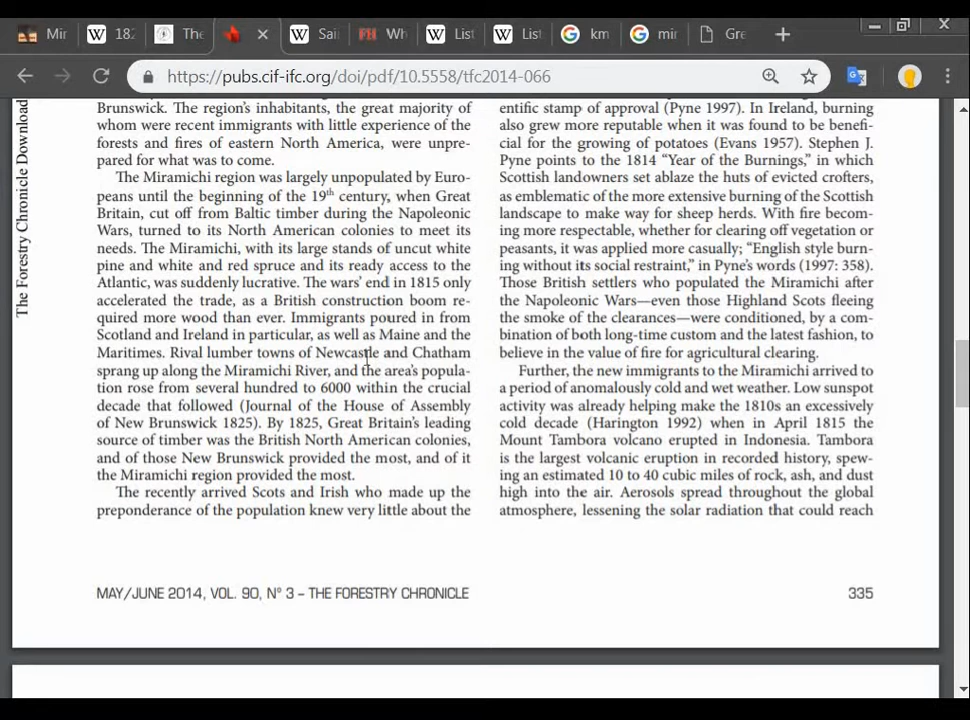 Mir
182
The
Sai
Wh
List
List
km
mir
Gre
https://pubs.cif-ifc.org/doi/pdf/10.5558/tfc2014-066
The Forestry Chronicle Download
Brunswick. The region's inhabitants, the great majority of
whom were recent immigrants with little experience of the
forests and fires of eastern North America, were unpre-
pared for what was to come.
The Miramichi region was largely unpopulated by Euro-
peans until the beginning of the 19th century, when Great
Britain, cut off from Baltic timber during the Napoleonic
Wars, turned to its North American colonies to meet its
needs. The Miramichi, with its large stands of uncut white
pine and white and red spruce and its ready access to the
Atlantic, was suddenly lucrative. The wars' end in 1815 only
accelerated the trade, as a British construction boom re-
quired more wood than ever. Immigrants poured in from
Scotland and Ireland in particular, as well as Maine and the
Maritimes. Rival lumber towns of Newcastle and Chatham
sprang up along the Miramichi River, and the area's popula-
tion rose from several hundred to 6000 within the crucial
decade that followed (Journal of the House of Assembly
of New Brunswick 1825). By 1825, Great Britain's leading
source of timber was the British North American colonies,
and of those New Brunswick provided the most, and of it
the Miramichi region provided the most.
The recently arrived Scots and Irish who made up the
preponderance of the population knew very little about the
entific stamp of approval (Pyne 1997). In Ireland, burning
also grew more reputable when it was found to be benefi-
cial for the growing of potatoes (Evans 1957). Stephen J.
Pyne points to the 1814 “Year of the Burnings,” in which
Scottish landowners set ablaze the huts of evicted crofters,
as emblematic of the more extensive burning of the Scottish
landscape to make way for sheep herds. With fire becom-
ing more respectable, whether for clearing off vegetation or
peasants, it was applied more casually; “English style burn-
ing without its social restraint,” in Pyne's words (1997: 358).
Those British settlers who populated the Miramichi after
the Napoleonic Wars—even those Highland Scots fleeing
the smoke of the clearances—were conditioned, by a com-
bination of both long-time custom and the latest fashion, to
believe in the value of fire for agricultural clearing.
Further, the new immigrants to the Miramichi arrived to
a period of anomalously cold and wet weather. Low sunspot
activity was already helping make the 1810s an excessively
cold decade (Harington 1992) when in April 1815 the
Mount Tambora volcano erupted in Indonesia. Tambora
is the largest volcanic eruption in recorded history, spew-
ing an estimated 10 to 40 cubic miles of rock, ash, and dust
high into the air. Aerosols spread throughout the global
atmosphere, lessening the solar radiation that could reach
MAY/JUNE 2014, VOL. 90, N° 3 – THE FORESTRY CHRONICLE
335